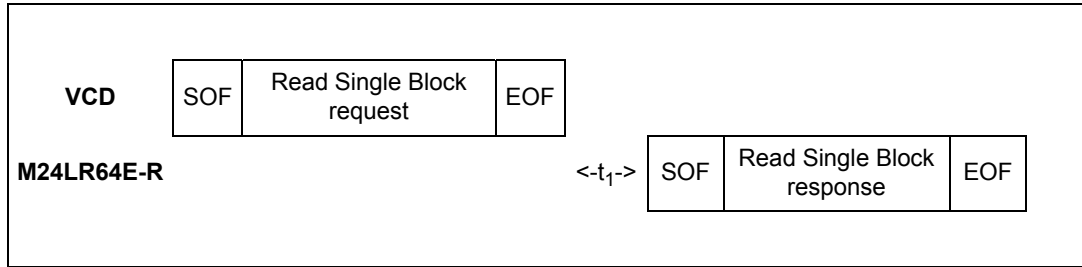 VCD SOF Read Single Block request EOF
M24LR64E-R <-t₁-> SOF Read Single Block response EOF